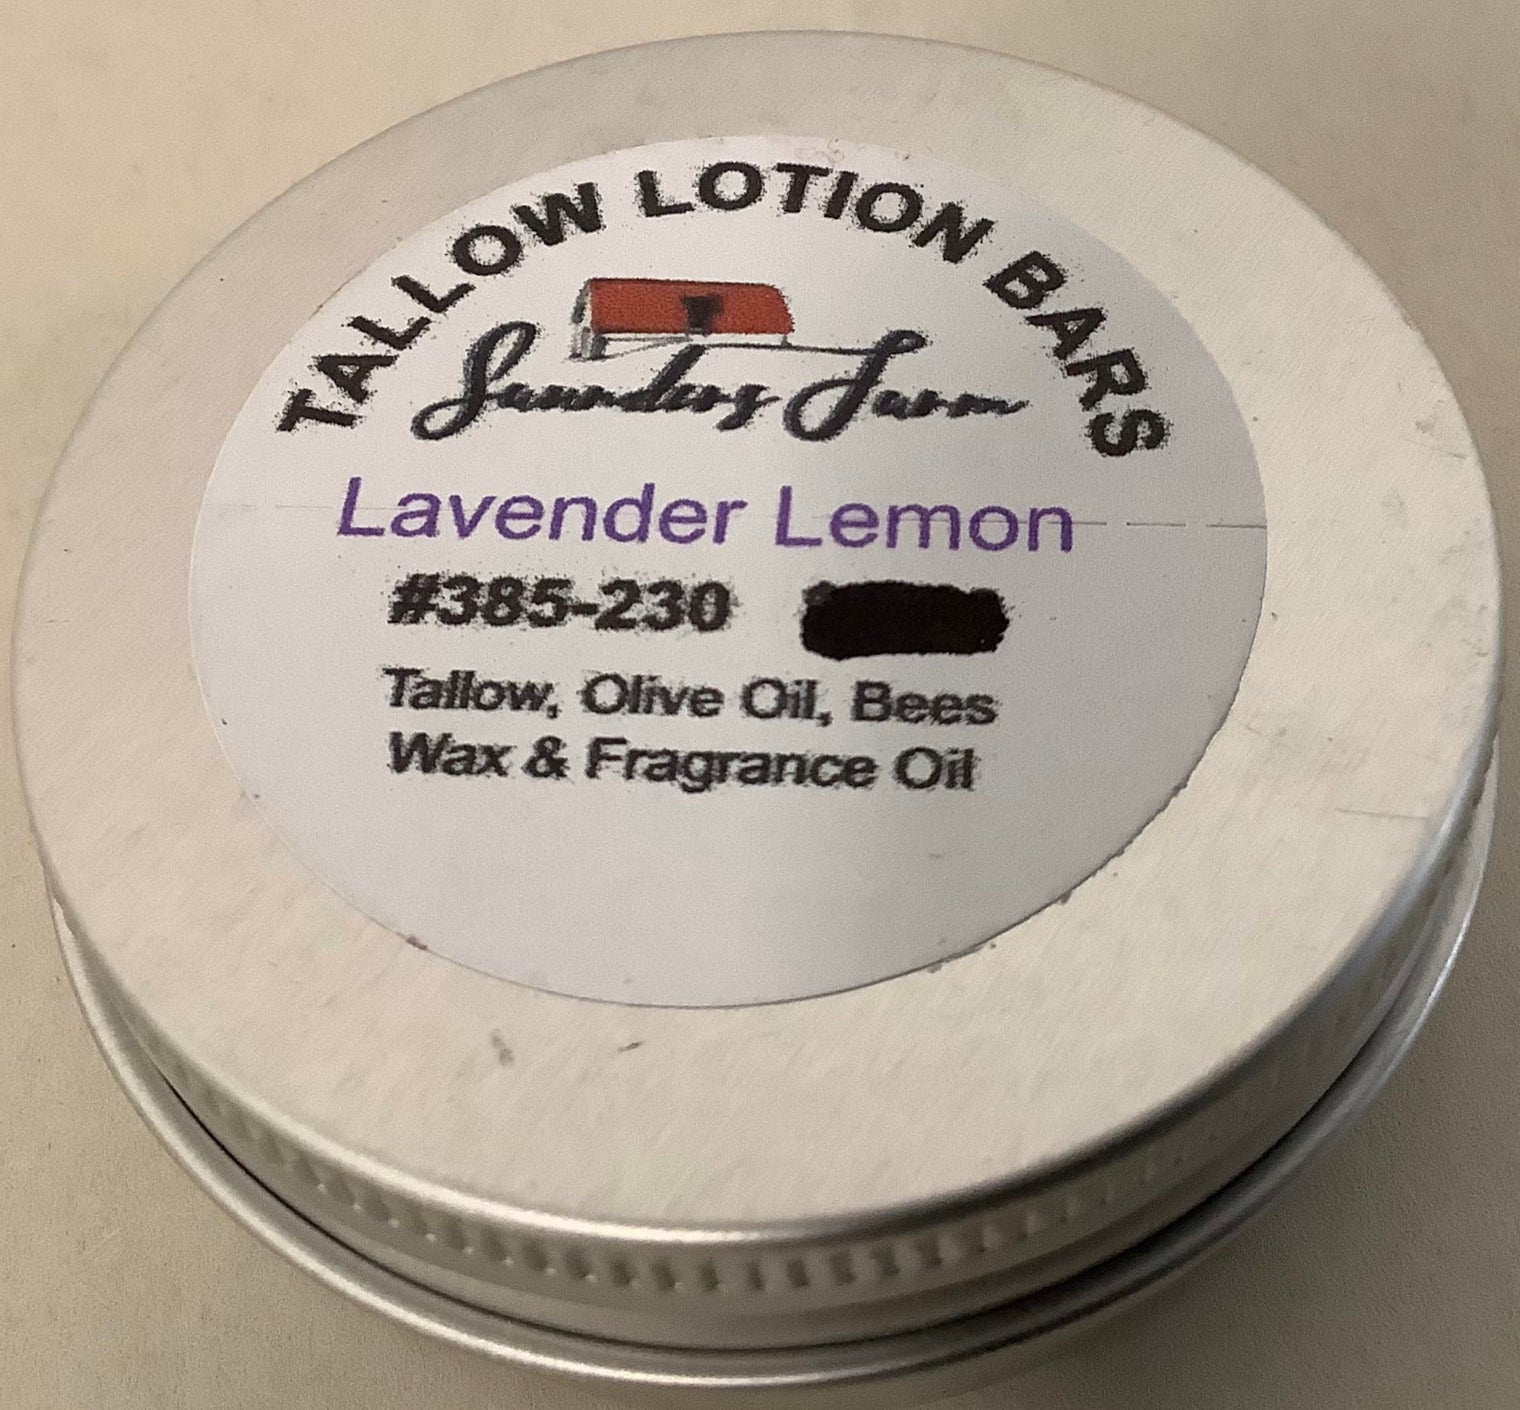 TALLOW LOTION BARS
Saunders Farm
Lavender Lemon
#385-230
Tallow, Olive Oil, Bees
Wax & Fragrance Oil